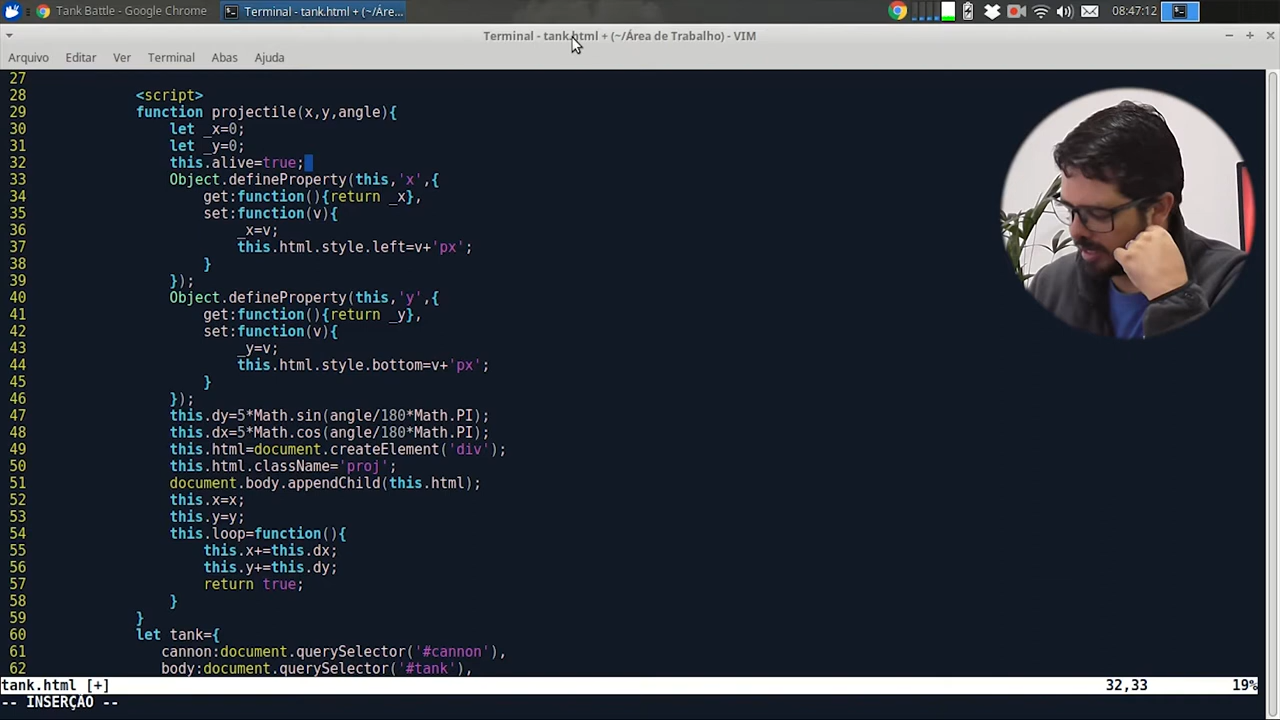 Tank Battle - Google Chrome
Terminal - tank.html + (~/Áre...
08:47:12
Terminal - tank.html + (~/Área de Trabalho) - VIM
Arquivo Editar Ver Terminal Abas Ajuda
27
28 <script>
29 function projectile(x,y,angle){
30 let _x=0;
31 let _y=0;
32 this.alive=true;
33 Object.defineProperty(this,'x',{
34 get:function(){return _x},
35 set:function(v){
36 _x=v;
37 this.html.style.left=v+'px';
38 }
39 });
40 Object.defineProperty(this,'y',{
41 get:function(){return _y},
42 set:function(v){
43 _y=v;
44 this.html.style.bottom=v+'px';
45 }
46 });
47 this.dy=5*Math.sin(angle/180*Math.PI);
48 this.dx=5*Math.cos(angle/180*Math.PI);
49 this.html=document.createElement('div');
50 this.html.className='proj';
51 document.body.appendChild(this.html);
52 this.x=x;
53 this.y=y;
54 this.loop=function(){
55 this.x+=this.dx;
56 this.y+=this.dy;
57 return true;
58 }
59 }
60 let tank={
61 cannon:document.querySelector('#cannon'),
62 body:document.querySelector('#tank'),
tank.html [+] 32,33 19%
-- INSERÇÃO --